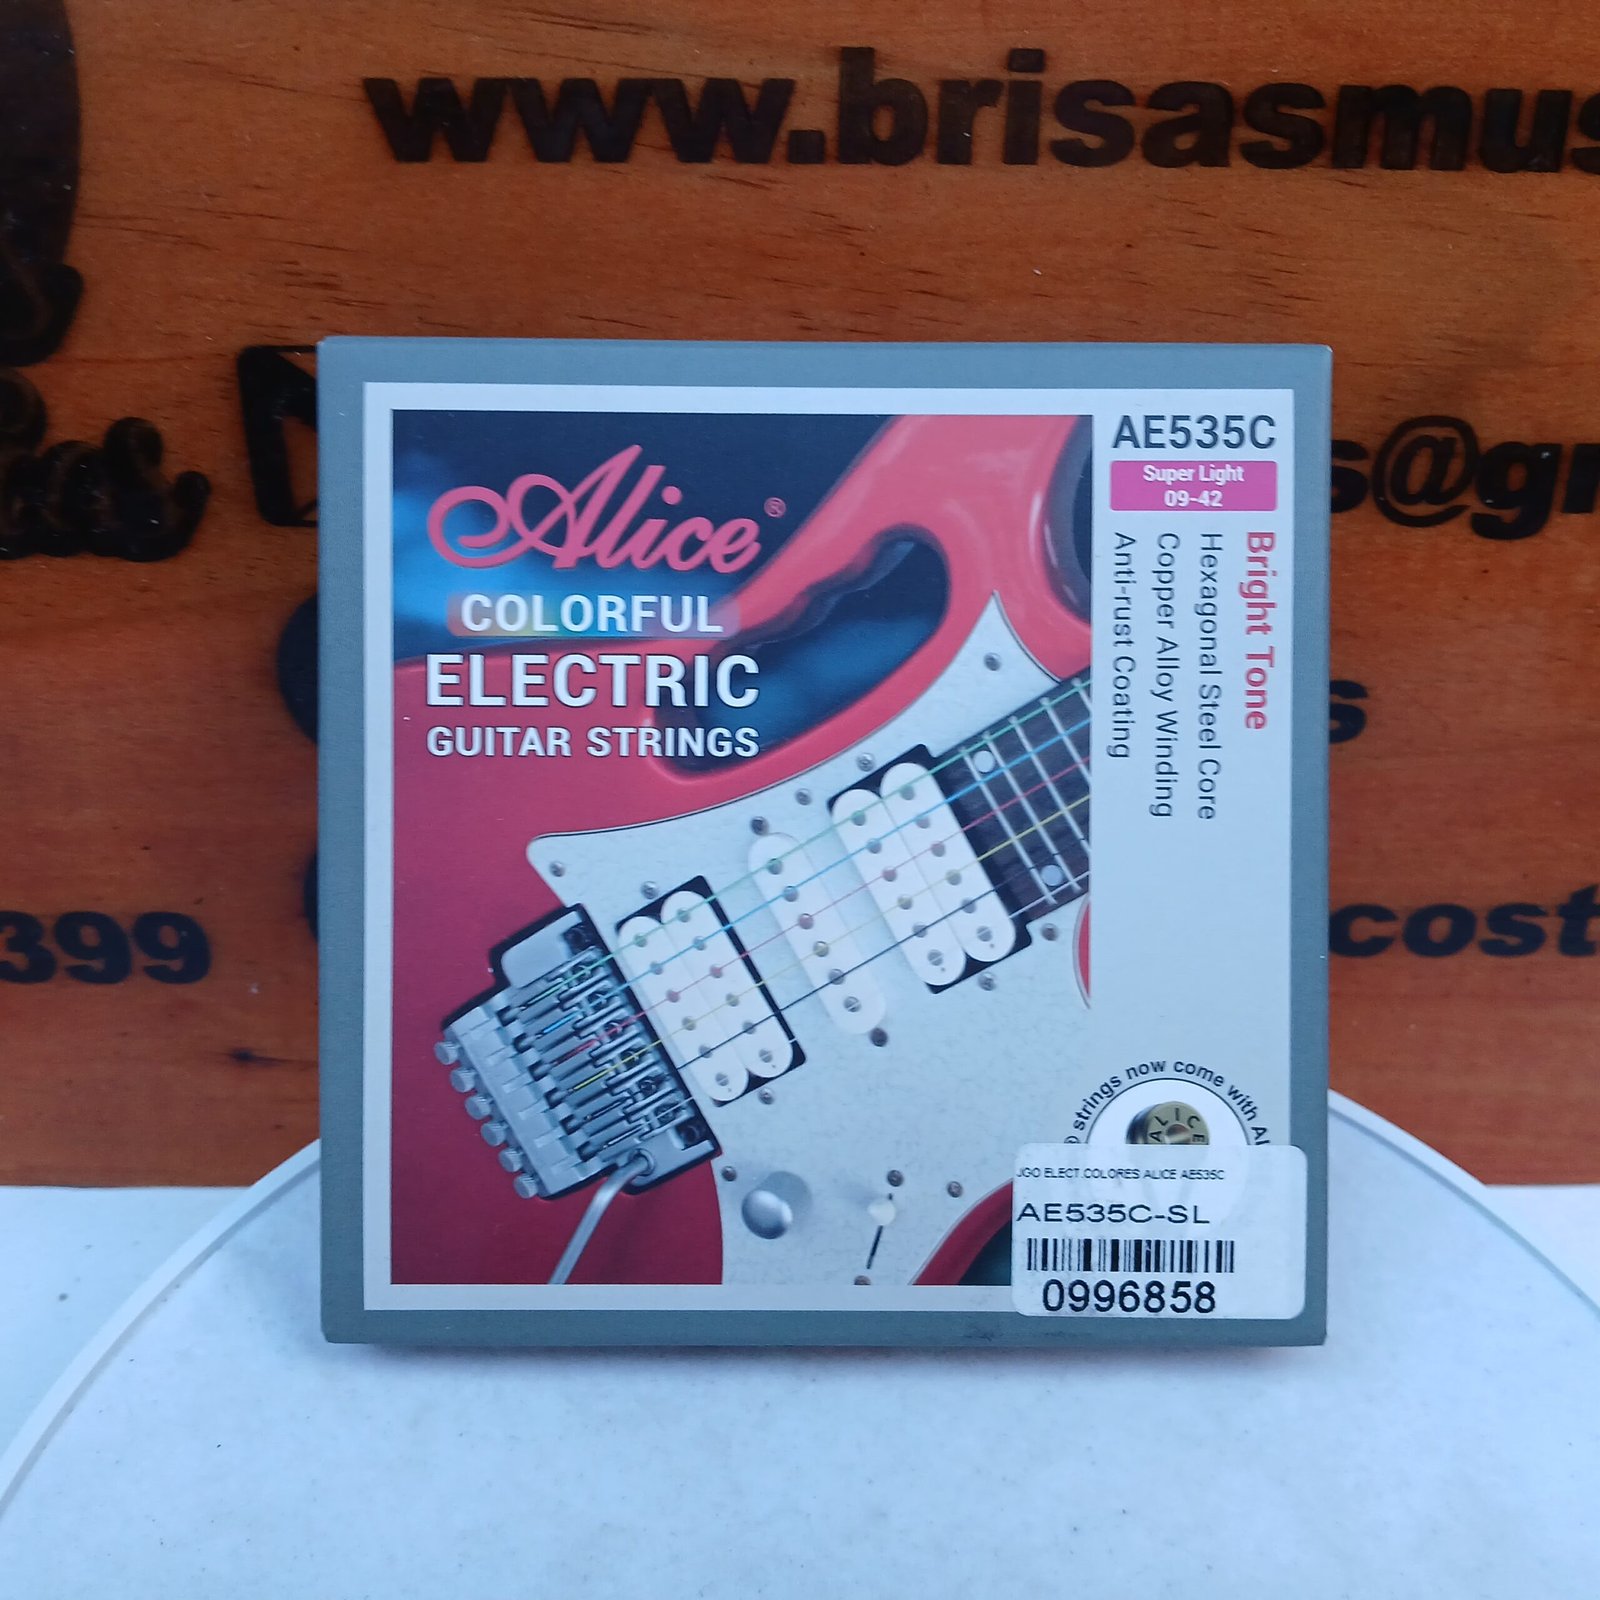 www.brisasmus
s@g
399
s
cost
Alice®
COLORFUL
ELECTRIC
GUITAR STRINGS
AE535C
Super Light
09-42
Bright Tone
Hexagonal Steel Core
Copper Alloy Winding
Anti-rust Coating
strings now come with
ALICE
JGO ELECT.COLORES ALICE AE535C
AE535C-SL
0996858